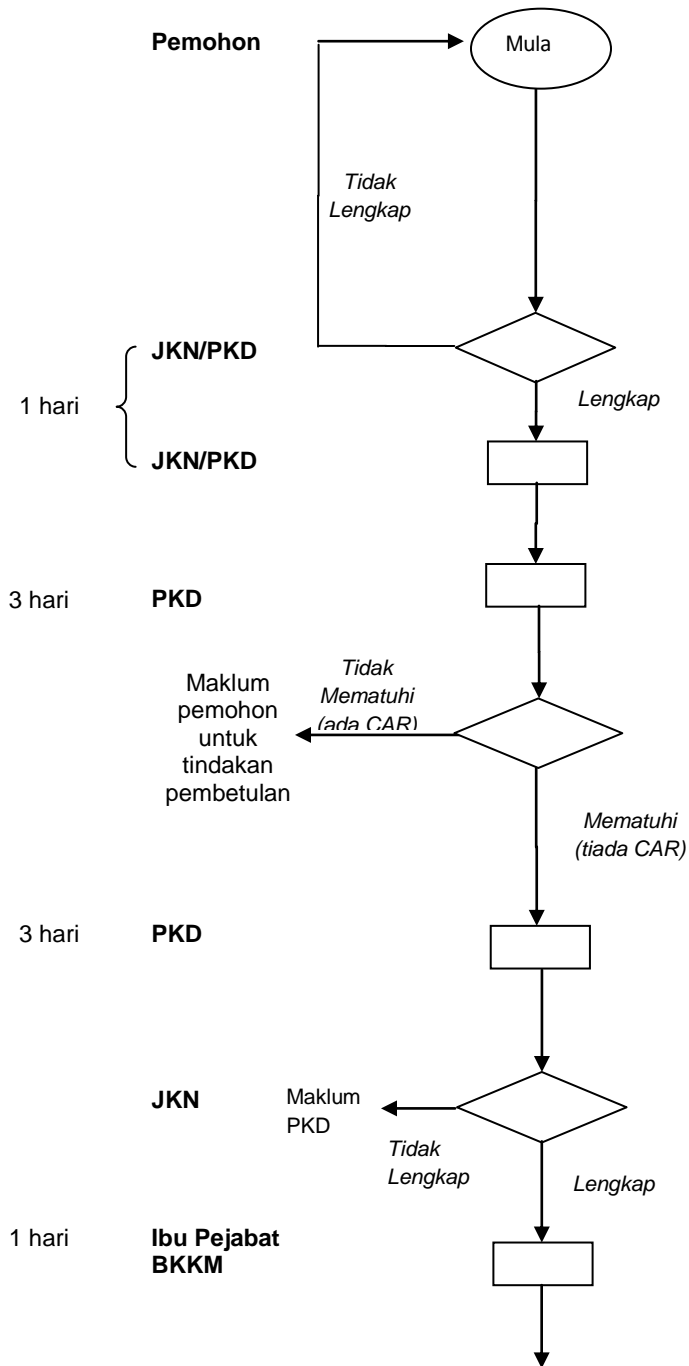 Pemohon
Mula
Tidak
Lengkap
JKN/PKD
1 hari
Lengkap
JKN/PKD
3 hari
PKD
Maklum
pemohon
untuk
tindakan
pembetulan
Tidak
Mematuhi
(ada CAR)
Mematuhi
(tiada CAR)
3 hari
PKD
JKN
Maklum
PKD
Tidak
Lengkap
Lengkap
1 hari
Ibu Pejabat
BKKM